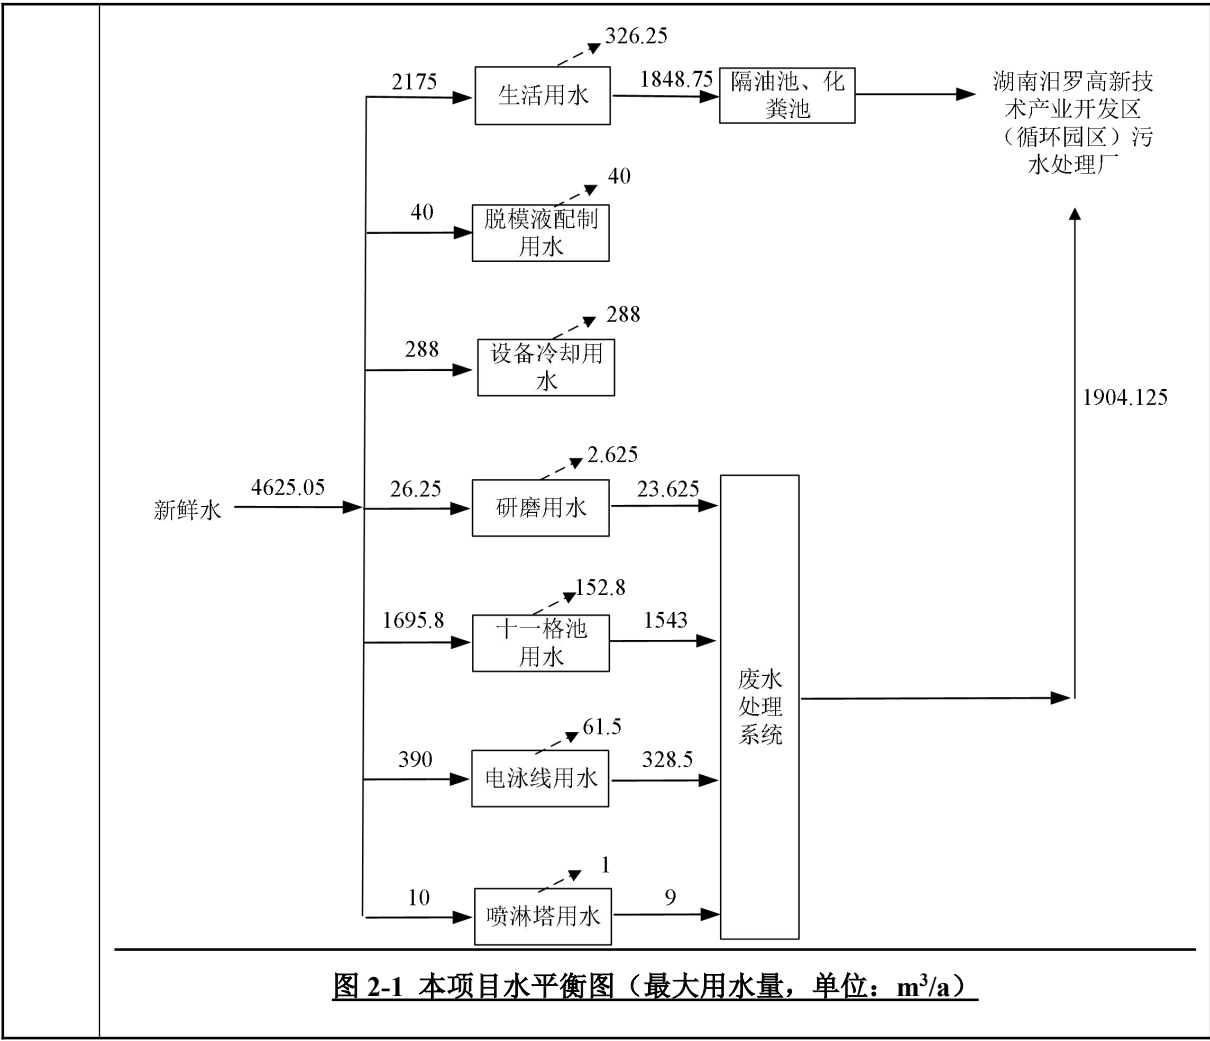 326.25
2175
生活用水
1848.75
隔油池、化
粪池
湖南汨罗高新技
术产业开发区
（循环园区）污
水处理厂
40
40
脱模液配制
用水
288
288
设备冷却用
水
1904.125
新鲜水
4625.05
2.625
26.25
研磨用水
23.625
152.8
1695.8
十一格池
用水
1543
废水
处理
系统
61.5
390
电泳线用水
328.5
1
10
喷淋塔用水
9
图 2-1 本项目水平衡图（最大用水量，单位：m³/a）